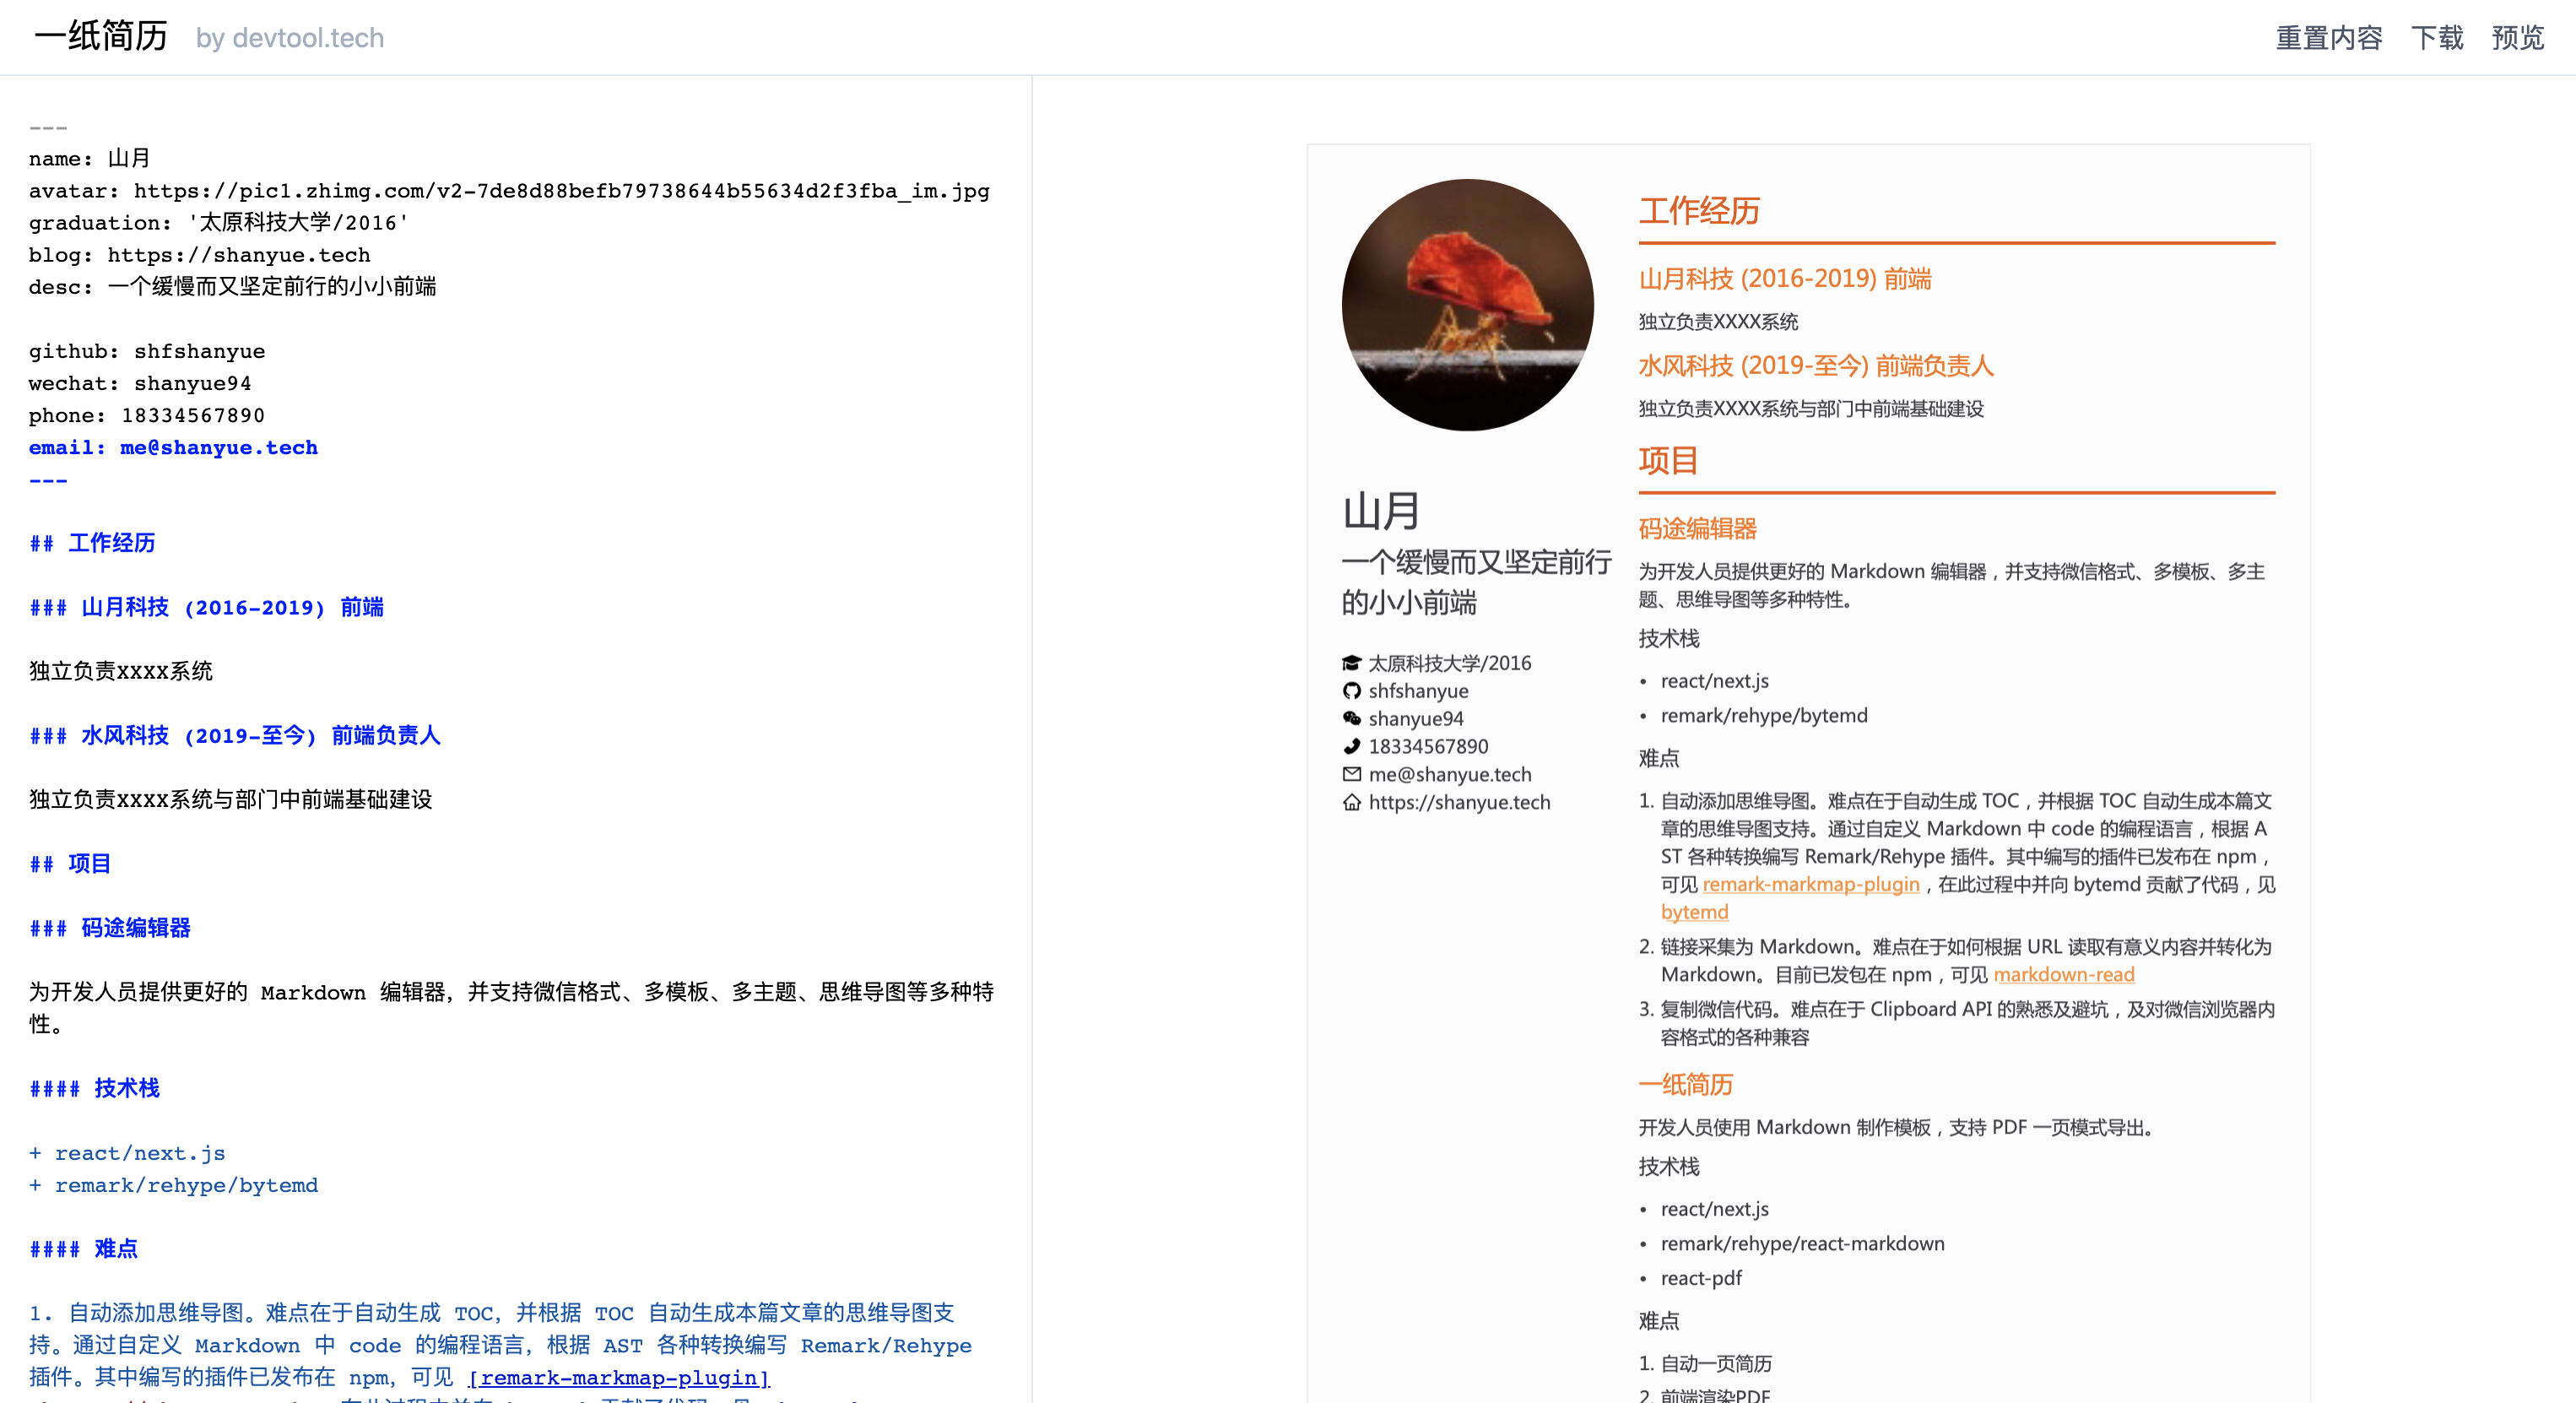 一纸简历 by devtool.tech
重置内容 下载 预览
---
name: 山月
avatar: https://pic1.zhimg.com/v2-7de8d88befb79738644b55634d2f3fba_im.jpg
graduation: '太原科技大学/2016'
blog: https://shanyue.tech
desc: 一个缓慢而又坚定前行的小小前端
github: shfshanyue
wechat: shanyue94
phone: 18334567890
email: me@shanyue.tech
---
## 工作经历
### 山月科技 (2016-2019) 前端
独立负责XXXX系统
### 水风科技 (2019-至今) 前端负责人
独立负责XXXX系统与部门中前端基础建设
## 项目
### 码途编辑器
为开发人员提供更好的 Markdown 编辑器，并支持微信格式、多模板、多主题、思维导图等多种特
性。
#### 技术栈
+ react/next.js
+ remark/rehype/bytemd
#### 难点
1. 自动添加思维导图。难点在于自动生成 TOC，并根据 TOC 自动生成本篇文章的思维导图支
持。通过自定义 Markdown 中 code 的编程语言，根据 AST 各种转换编写 Remark/Rehype
插件。其中编写的插件已发布在 npm，可见 [remark-markmap-plugin]
山月
一个缓慢而又坚定前行
的小小前端
太原科技大学/2016
shfshanyue
shanyue94
18334567890
me@shanyue.tech
https://shanyue.tech
工作经历
山月科技 (2016-2019) 前端
独立负责XXXX系统
水风科技 (2019-至今) 前端负责人
独立负责XXXX系统与部门中前端基础建设
项目
码途编辑器
为开发人员提供更好的 Markdown 编辑器，并支持微信格式、多模板、多主
题、思维导图等多种特性。
技术栈
• react/next.js
• remark/rehype/bytemd
难点
1. 自动添加思维导图。难点在于自动生成 TOC，并根据 TOC 自动生成本篇文
章的思维导图支持。通过自定义 Markdown 中 code 的编程语言，根据 A
ST 各种转换编写 Remark/Rehype 插件。其中编写的插件已发布在 npm，
可见 remark-markmap-plugin，在此过程中并向 bytemd 贡献了代码，见
bytemd
2. 链接采集为 Markdown。难点在于如何根据 URL 读取有意义内容并转化为
Markdown。目前已发包在 npm，可见 markdown-read
3. 复制微信代码。难点在于 Clipboard API 的熟悉及避坑，及对微信浏览器内
容格式的各种兼容
一纸简历
开发人员使用 Markdown 制作模板，支持 PDF 一页模式导出。
技术栈
• react/next.js
• remark/rehype/react-markdown
• react-pdf
难点
1. 自动一页简历
2. 前端渲染PDF